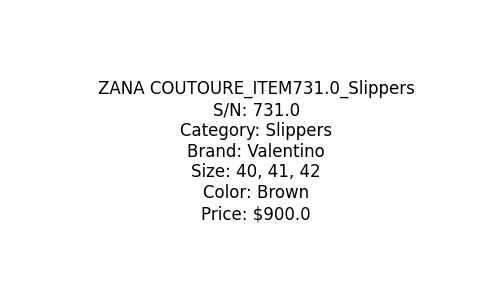 ZANA COUTOURE_ITEM731.0_Slippers
S/N: 731.0
Category: Slippers
Brand: Valentino
Size: 40, 41, 42
Color: Brown
Price: $900.0